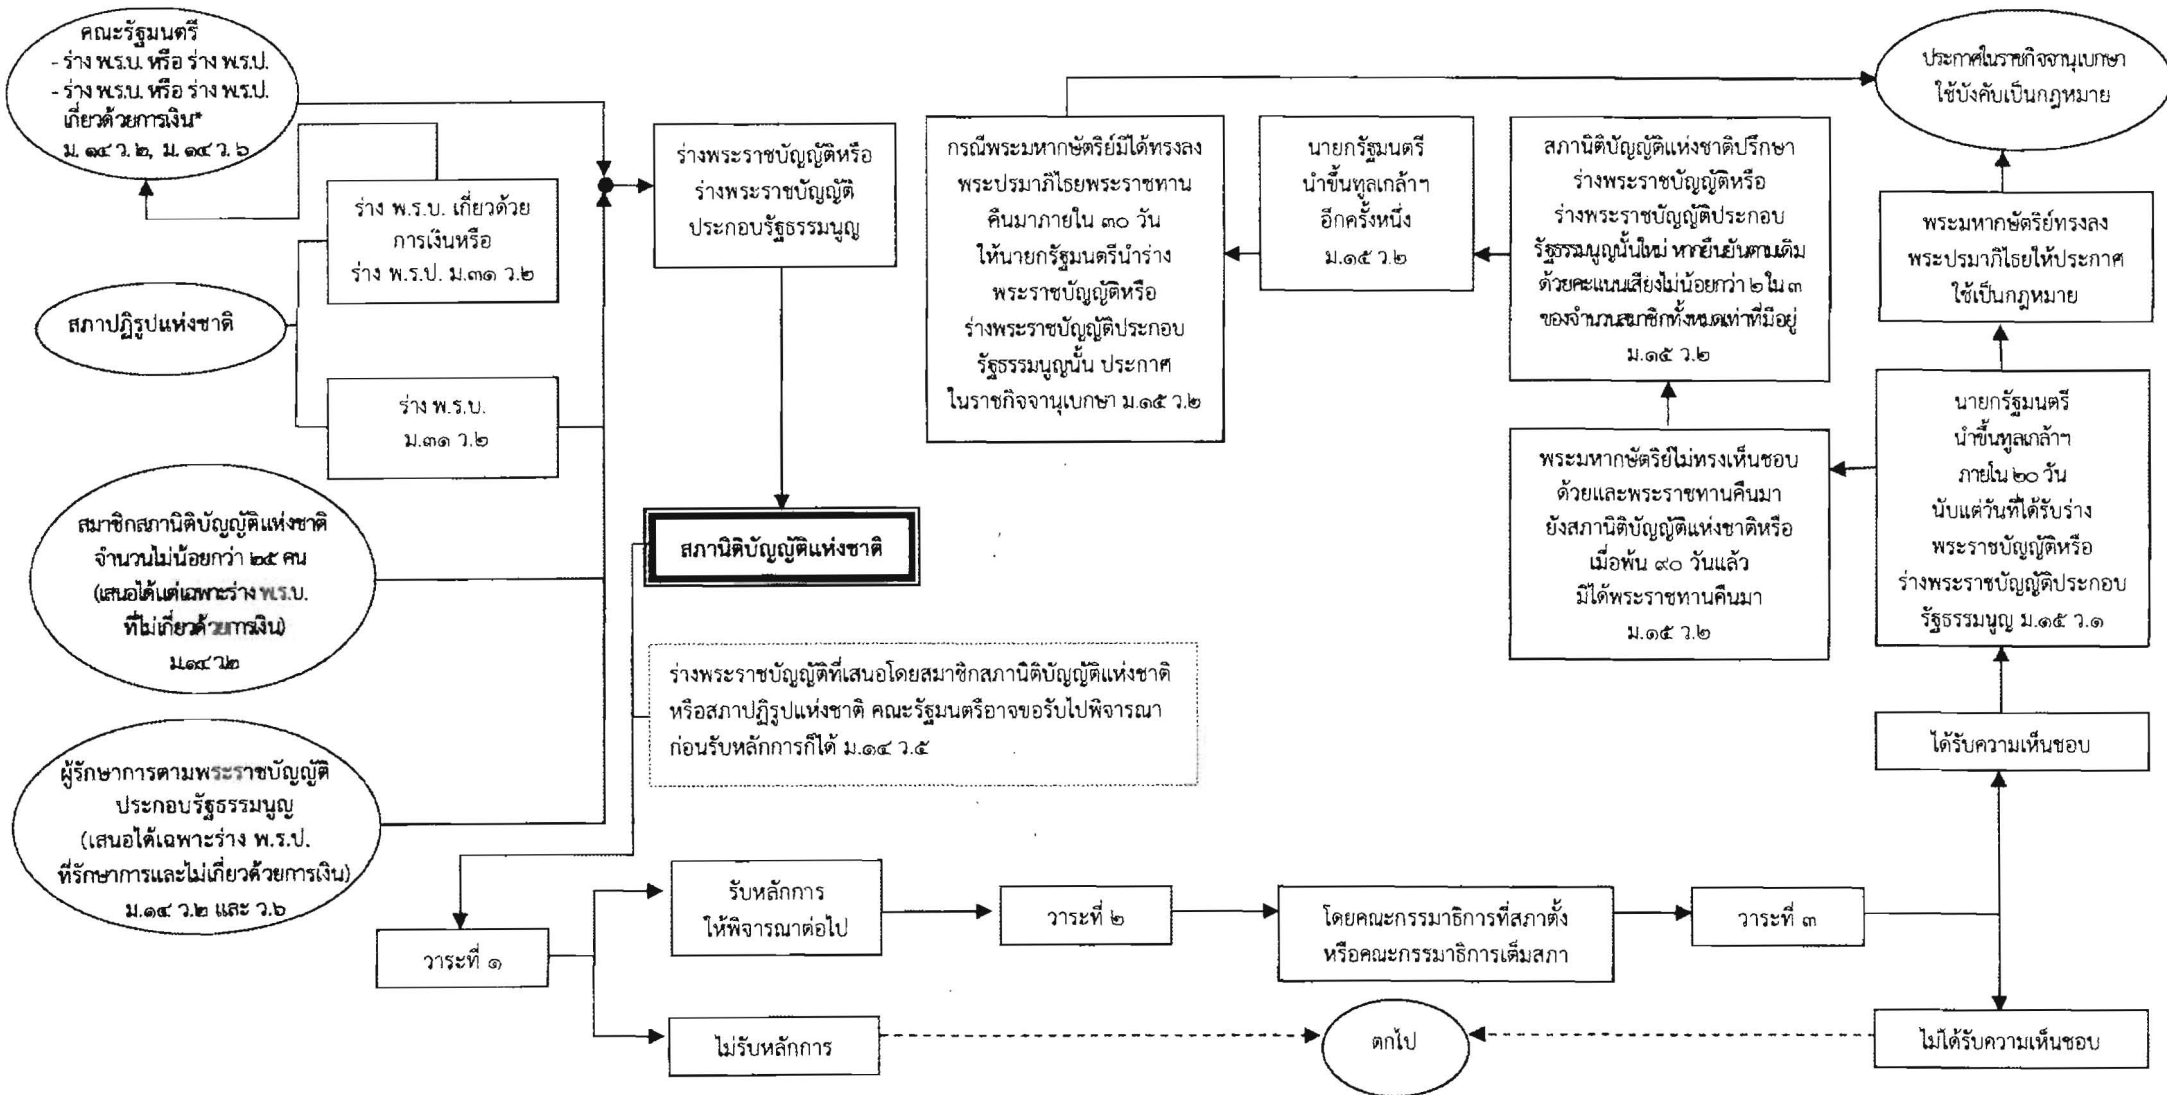 คณะรัฐมนตรี
- ร่าง พ.ร.บ. หรือ ร่าง พ.ร.ป.
- ร่าง พ.ร.บ. หรือ ร่าง พ.ร.ป.
เกี่ยวด้วยการเงิน*
ม. ๑๔ ว. ๒, ม. ๑๔ ว. ๖
ร่าง พ.ร.บ. เกี่ยวด้วย
การเงินหรือ
ร่าง พ.ร.ป. ม.๓๑ ว.๒
สภาปฏิรูปแห่งชาติ
ร่าง พ.ร.บ.
ม.๓๑ ว.๒
สมาชิกสภานิติบัญญัติแห่งชาติ
จำนวนไม่น้อยกว่า ๒๕ คน
(เสนอได้แต่เฉพาะร่าง พ.ร.บ.
ที่ไม่เกี่ยวด้วยการเงิน)
ม.๑๔ ว.๒
ผู้รักษาการตามพระราชบัญญัติ
ประกอบรัฐธรรมนูญ
(เสนอได้เฉพาะร่าง พ.ร.ป.
ที่รักษาการและไม่เกี่ยวด้วยการเงิน)
ม.๑๔ ว.๒ และ ว.๖
ร่างพระราชบัญญัติหรือ
ร่างพระราชบัญญัติ
ประกอบรัฐธรรมนูญ
สภานิติบัญญัติแห่งชาติ
ร่างพระราชบัญญัติที่เสนอโดยสมาชิกสภานิติบัญญัติแห่งชาติ
หรือสภาปฏิรูปแห่งชาติ คณะรัฐมนตรีอาจขอรับไปพิจารณา
ก่อนรับหลักการก็ได้ ม.๑๔ ว.๕
วาระที่ ๑
รับหลักการ
ให้พิจารณาต่อไป
ไม่รับหลักการ
วาระที่ ๒
โดยคณะกรรมาธิการที่สภาตั้ง
หรือคณะกรรมาธิการเต็มสภา
วาระที่ ๓
ตกไป
ไม่ได้รับความเห็นชอบ
ได้รับความเห็นชอบ
นายกรัฐมนตรี
นำขึ้นทูลเกล้าฯ
ภายใน ๒๐ วัน
นับแต่วันที่ได้รับร่าง
พระราชบัญญัติหรือ
ร่างพระราชบัญญัติประกอบ
รัฐธรรมนูญ ม.๑๕ ว.๑
พระมหากษัตริย์ทรงลง
พระปรมาภิไธยให้ประกาศ
ใช้เป็นกฎหมาย
ประกาศในราชกิจจานุเบกษา
ใช้บังคับเป็นกฎหมาย
พระมหากษัตริย์ไม่ทรงเห็นชอบ
ด้วยและพระราชทานคืนมา
ยังสภานิติบัญญัติแห่งชาติหรือ
เมื่อพ้น ๙๐ วันแล้ว
มิได้พระราชทานคืนมา
ม.๑๕ ว.๒
สภานิติบัญญัติแห่งชาติปรึกษา
ร่างพระราชบัญญัติหรือ
ร่างพระราชบัญญัติประกอบ
รัฐธรรมนูญนั้นใหม่ หากยืนยันตามเดิม
ด้วยคะแนนเสียงไม่น้อยกว่า ๒ ใน ๓
ของจำนวนสมาชิกทั้งหมดเท่าที่มีอยู่
ม.๑๕ ว.๒
นายกรัฐมนตรี
นำขึ้นทูลเกล้าฯ
อีกครั้งหนึ่ง
ม.๑๕ ว.๒
กรณีพระมหากษัตริย์มิได้ทรงลง
พระปรมาภิไธยพระราชทาน
คืนมาภายใน ๓๐ วัน
ให้นายกรัฐมนตรีนำร่าง
พระราชบัญญัติหรือ
ร่างพระราชบัญญัติประกอบ
รัฐธรรมนูญนั้น ประกาศ
ในราชกิจจานุเบกษา ม.๑๕ ว.๒